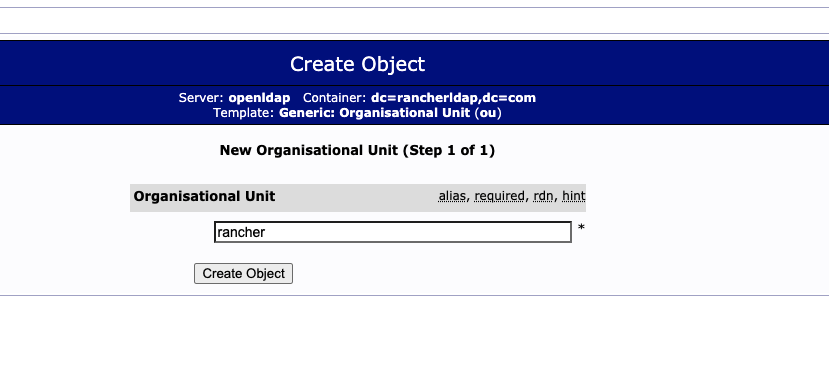 Create Object
Server: openldap Container: dc=rancherldap,dc=com
Template: Generic: Organisational Unit (ou)
New Organisational Unit (Step 1 of 1)
Organisational Unit alias, required, rdn, hint
rancher *
Create Object